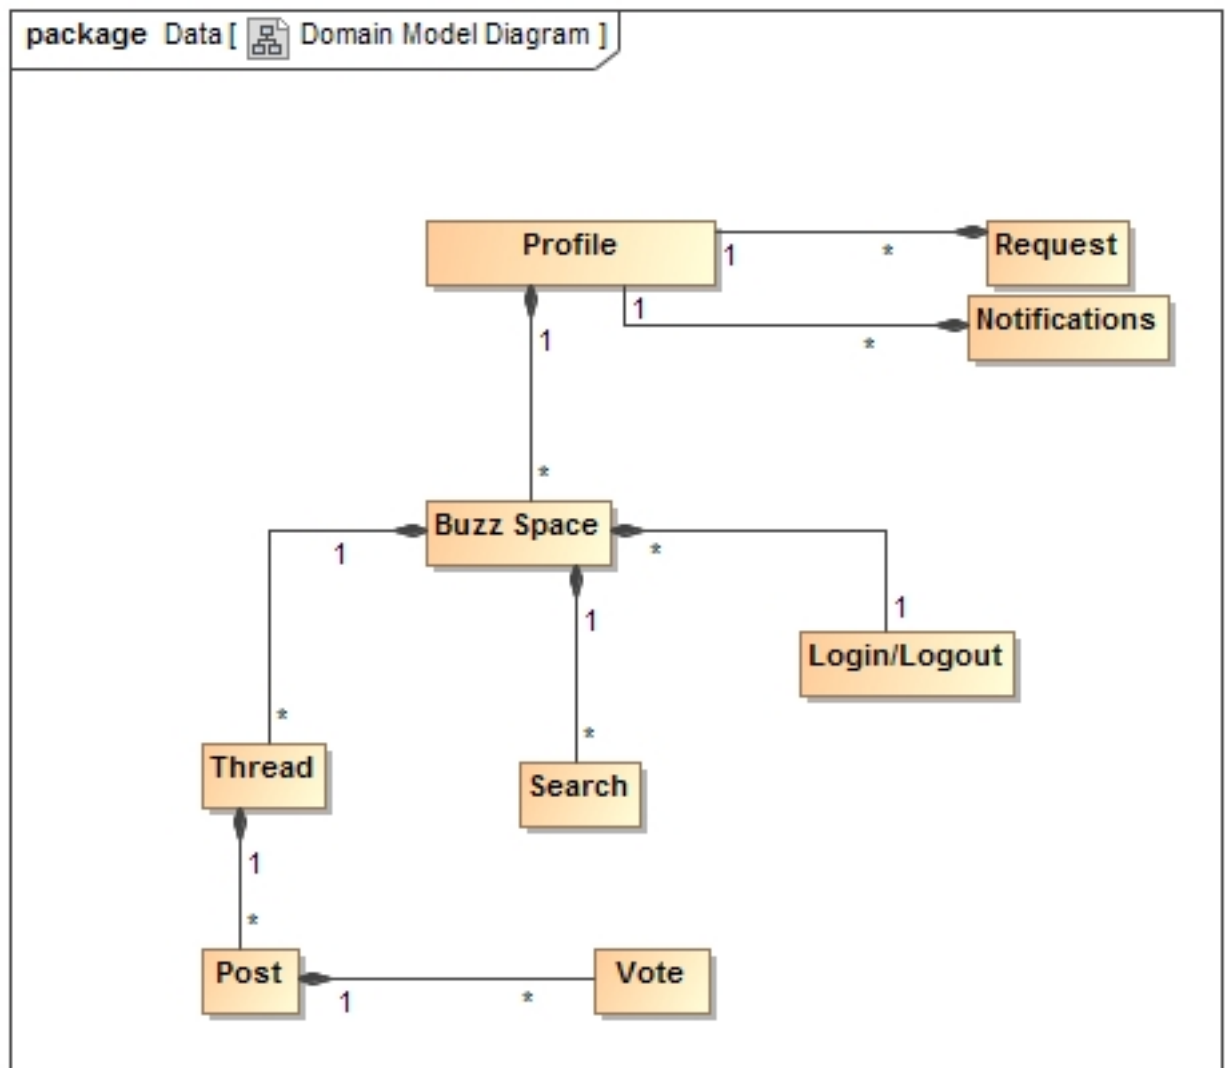 package Data [ Domain Model Diagram ]
Profile
1
*
Request
1
*
Notifications
1
*
Buzz Space
1
*
1
1
*
Login/Logout
*
*
Thread
Search
1
*
Post
1
*
Vote